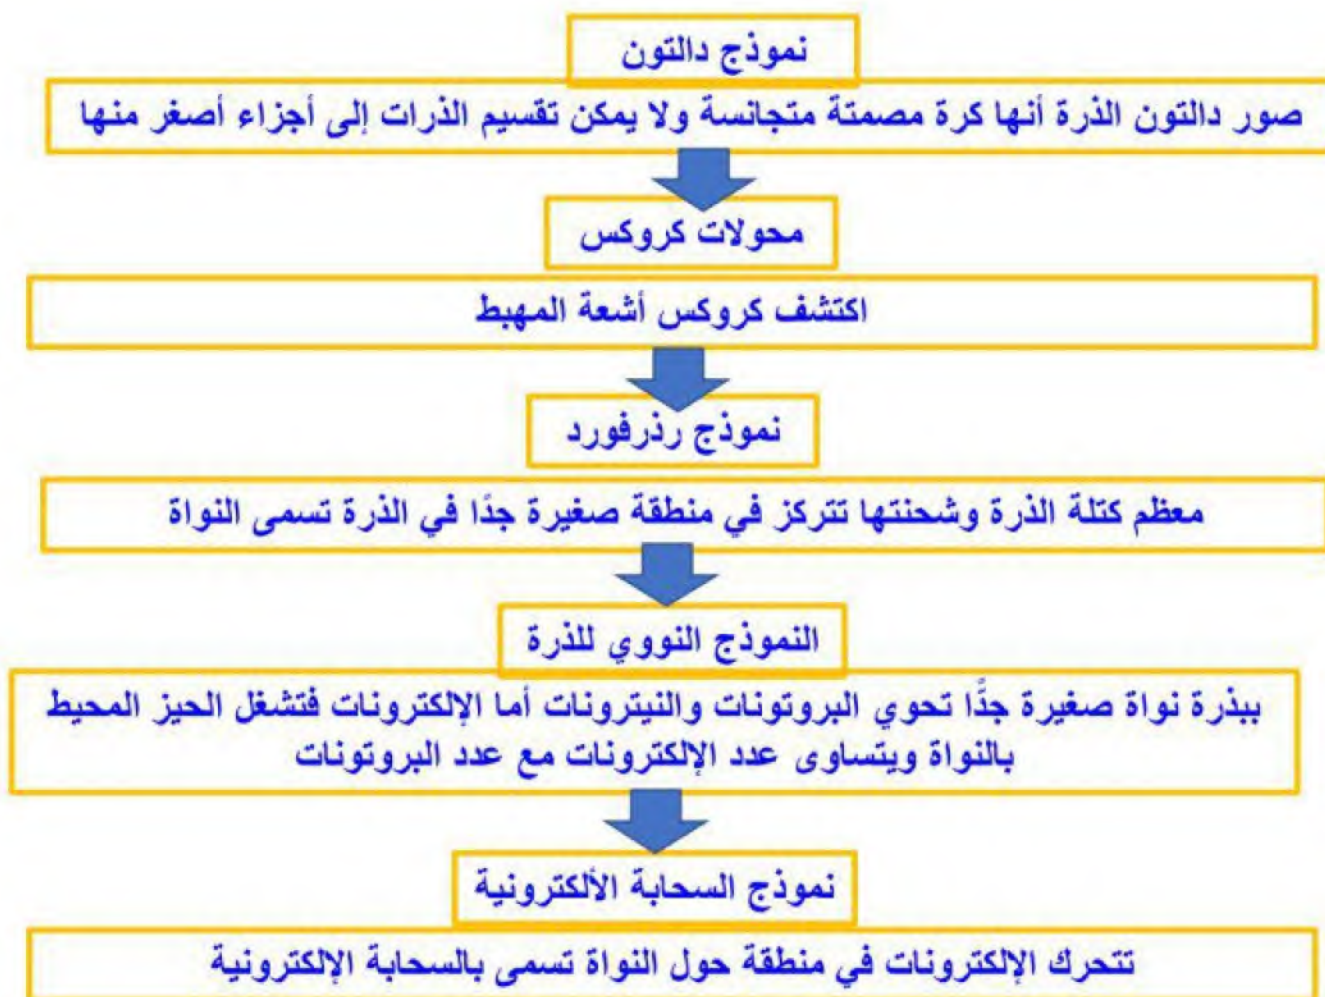 نموذج دالتون
صور دالتون الذرة أنها كرة مصمتة متجانسة ولا يمكن تقسيم الذرات إلى أجزاء أصغر منها
محولات كروكس
اكتشف كروكس أشعة المهبط
نموذج رذرفورد
معظم كتلة الذرة وشحنتها تتركز في منطقة صغيرة جدًا في الذرة تسمى النواة
النموذج النووي للذرة
ببذرة نواة صغيرة جدًّا تحوي البروتونات والنيترونات أما الإلكترونات فتشغل الحيز المحيط
بالنواة ويتساوى عدد الإلكترونات مع عدد البروتونات
نموذج السحابة الألكترونية
تتحرك الإلكترونات في منطقة حول النواة تسمى بالسحابة الإلكترونية